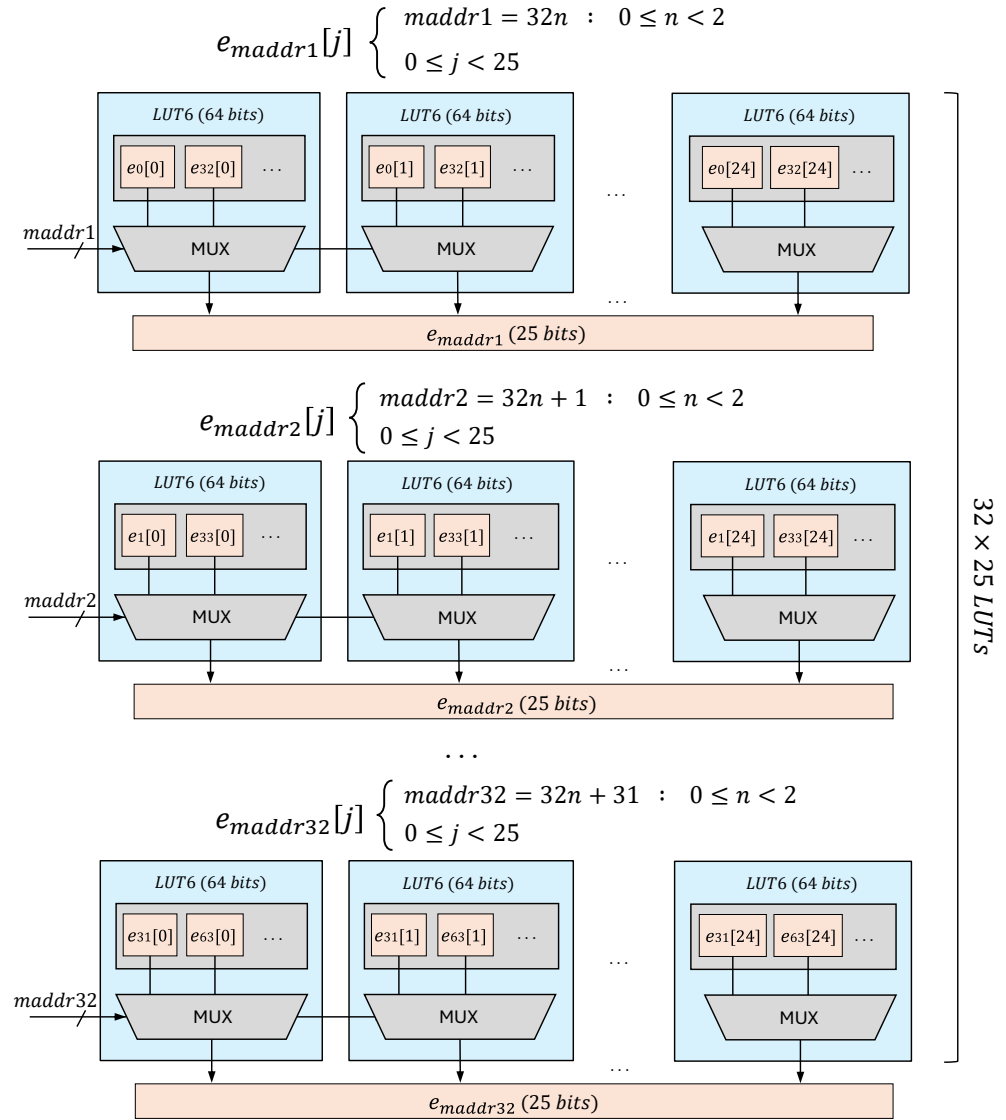 e_maddr1[j] { maddr1 = 32n : 0 ≤ n < 2
0 ≤ j < 25
LUT6 (64 bits) LUT6 (64 bits) LUT6 (64 bits)
e0[0] e32[0] ... e0[1] e32[1] ... e0[24] e32[24] ...
...
maddr1 MUX MUX MUX
...
e_maddr1 (25 bits)
e_maddr2[j] { maddr2 = 32n + 1 : 0 ≤ n < 2
0 ≤ j < 25
LUT6 (64 bits) LUT6 (64 bits) LUT6 (64 bits)
e1[0] e33[0] ... e1[1] e33[1] ... e1[24] e33[24] ...
...
maddr2 MUX MUX MUX
...
e_maddr2 (25 bits)
...
e_maddr32[j] { maddr32 = 32n + 31 : 0 ≤ n < 2
0 ≤ j < 25
LUT6 (64 bits) LUT6 (64 bits) LUT6 (64 bits)
e31[0] e63[0] ... e31[1] e63[1] ... e31[24] e63[24] ...
...
maddr32 MUX MUX MUX
...
e_maddr32 (25 bits)
32 × 25 LUTs